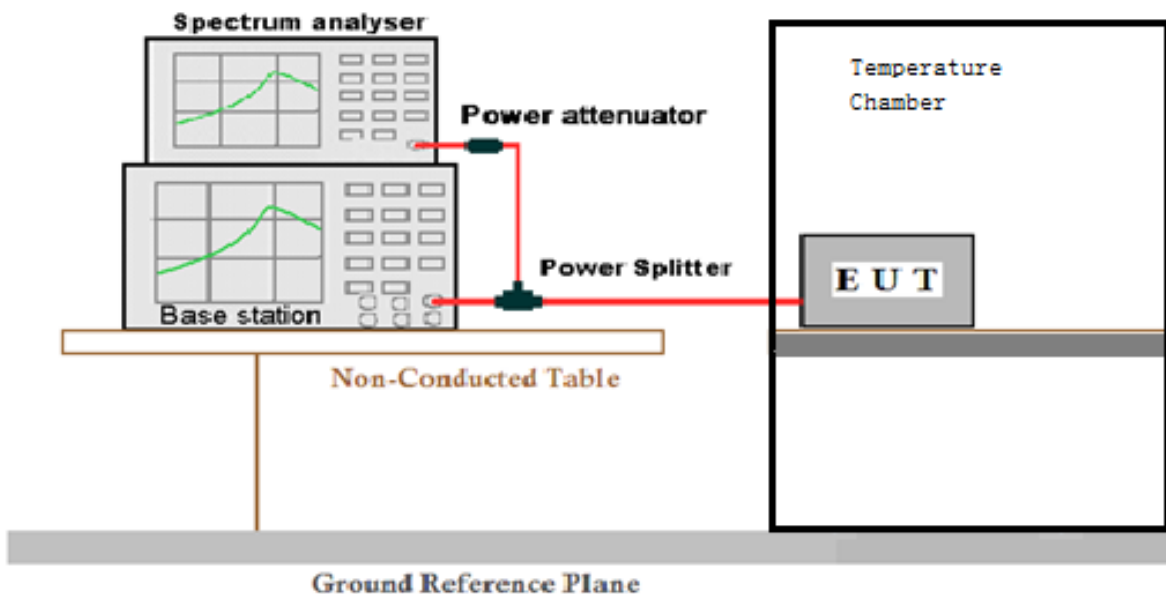 Spectrum analyser
Temperature
Chamber
Power attenuator
Power Splitter
E U T
Base station
Non-Conducted Table
Ground Reference Plane